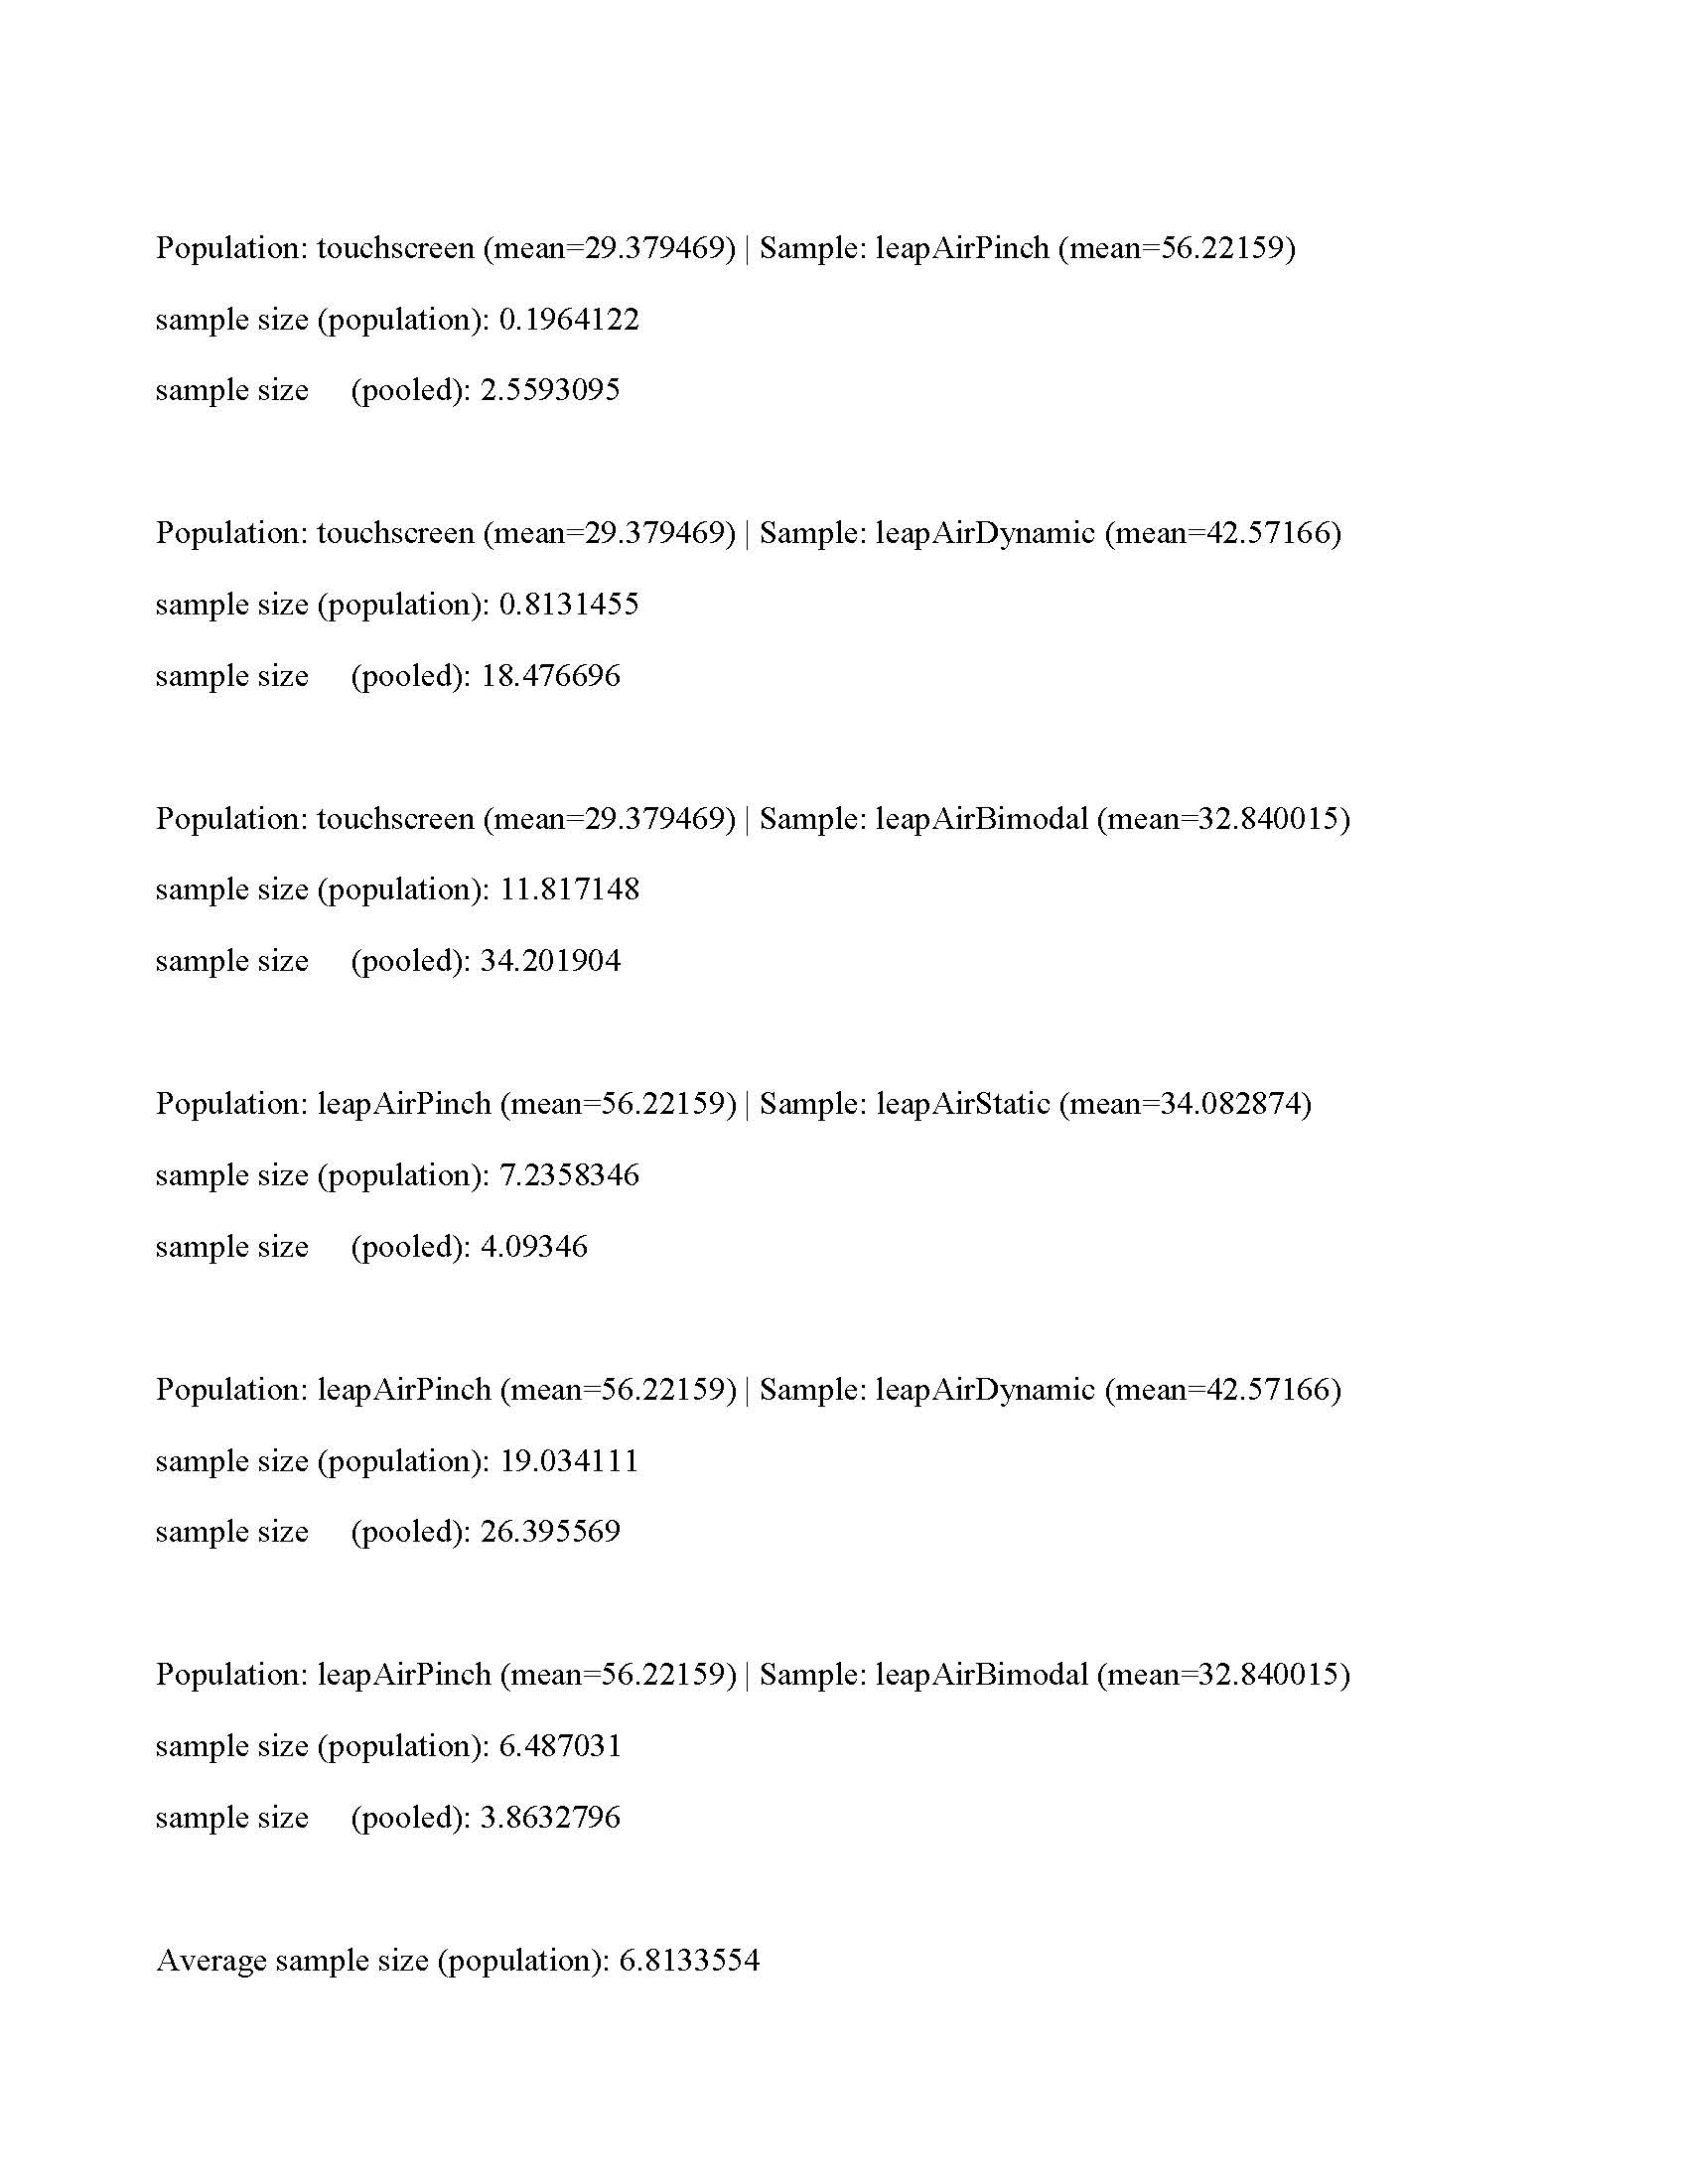 Population: touchscreen (mean=29.379469) | Sample: leapAirPinch (mean=56.22159)
sample size (population): 0.1964122
sample size     (pooled): 2.5593095
Population: touchscreen (mean=29.379469) | Sample: leapAirDynamic (mean=42.57166)
sample size (population): 0.8131455
sample size     (pooled): 18.476696
Population: touchscreen (mean=29.379469) | Sample: leapAirBimodal (mean=32.840015)
sample size (population): 11.817148
sample size     (pooled): 34.201904
Population: leapAirPinch (mean=56.22159) | Sample: leapAirStatic (mean=34.082874)
sample size (population): 7.2358346
sample size     (pooled): 4.09346
Population: leapAirPinch (mean=56.22159) | Sample: leapAirDynamic (mean=42.57166)
sample size (population): 19.034111
sample size     (pooled): 26.395569
Population: leapAirPinch (mean=56.22159) | Sample: leapAirBimodal (mean=32.840015)
sample size (population): 6.487031
sample size     (pooled): 3.8632796
Average sample size (population): 6.8133554